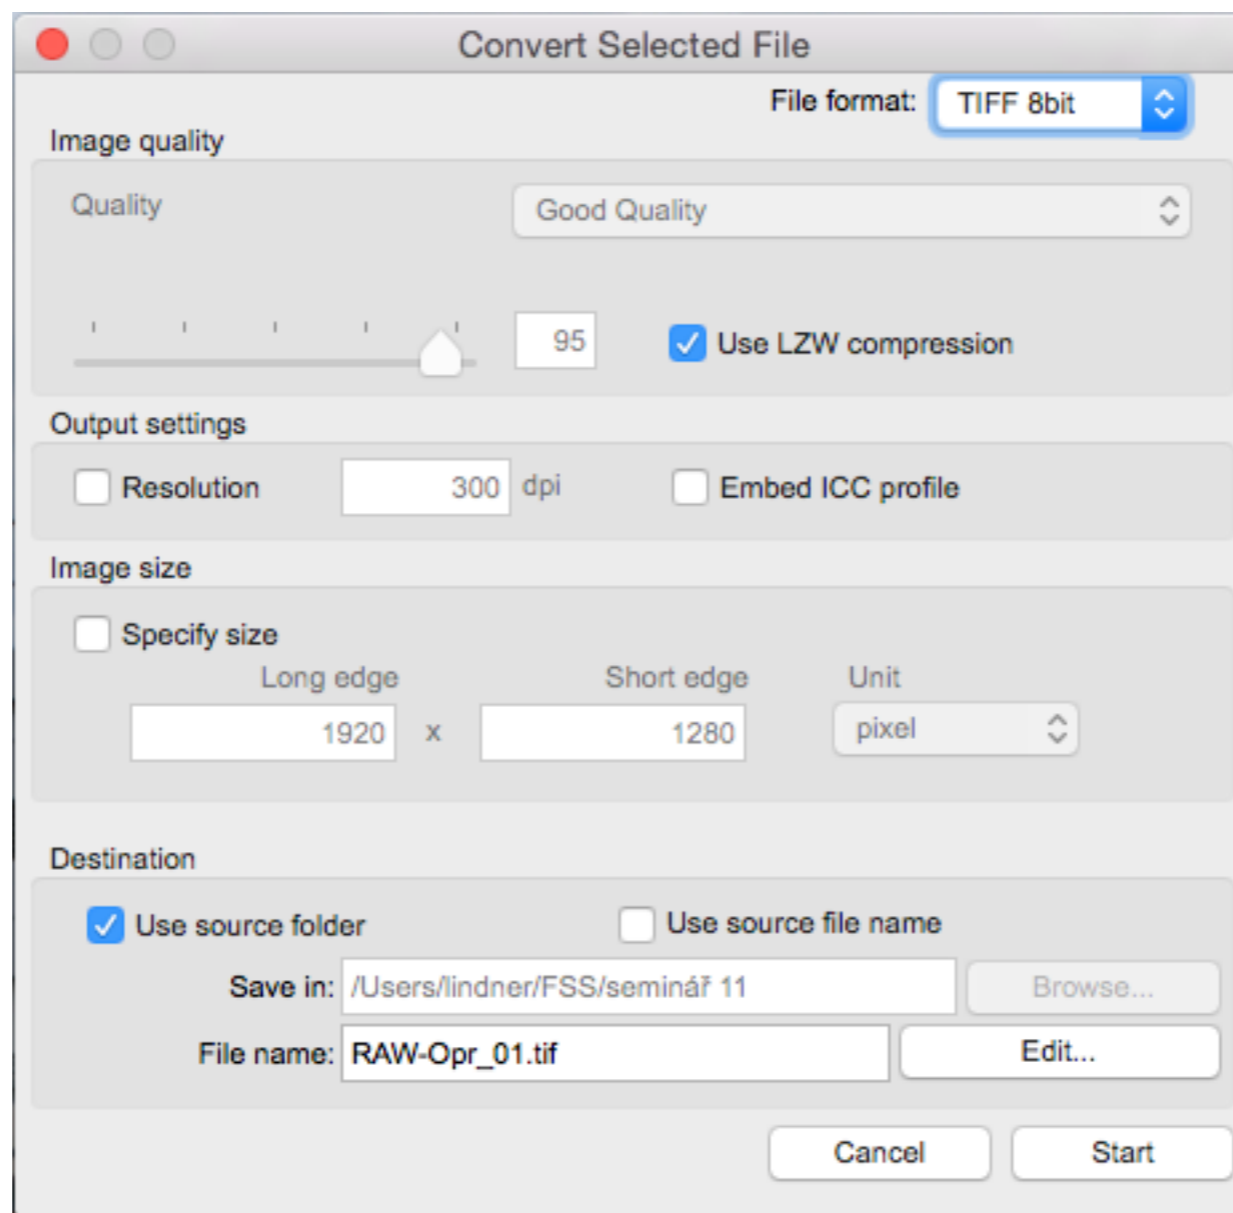 Convert Selected File
File format: TIFF 8bit
Image quality
Quality Good Quality
95 Use LZW compression
Output settings
Resolution 300 dpi Embed ICC profile
Image size
Specify size
Long edge Short edge Unit
1920 x 1280 pixel
Destination
Use source folder Use source file name
Save in: /Users/lindner/FSS/seminář 11 Browse...
File name: RAW-Opr_01.tif Edit...
Cancel Start